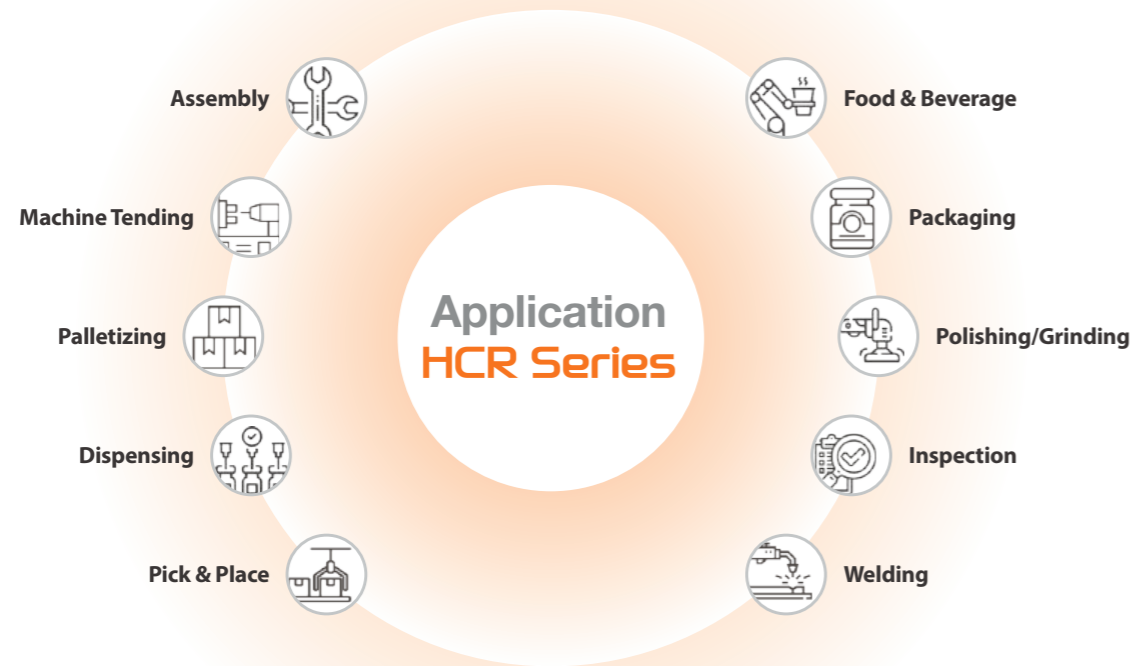 Assembly
Machine Tending
Palletizing
Dispensing
Pick & Place
Application
HCR Series
Food & Beverage
Packaging
Polishing/Grinding
Inspection
Welding